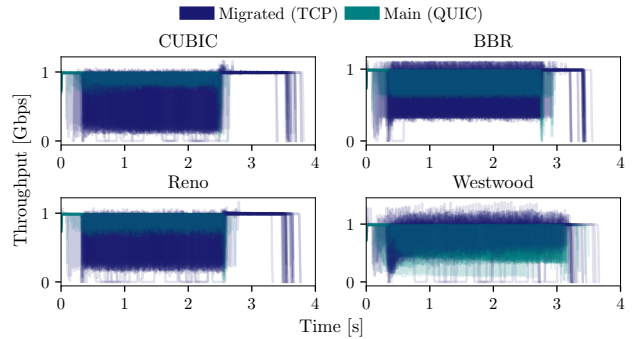 Migrated (TCP) Main (QUIC)
CUBIC BBR
1 1
0 0
0 1 2 3 4 0 1 2 3 4
Reno Westwood
1 1
0 0
0 1 2 3 4 0 1 2 3 4
Throughput [Gbps]
Time [s]